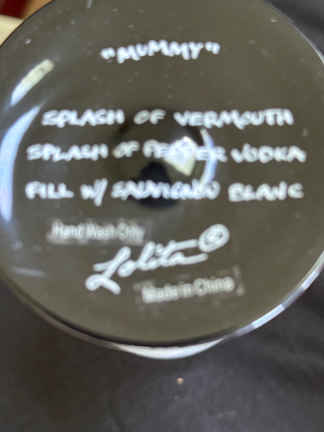 "MUMMY"
SPLASH OF VERMOUTH
SPLASH OF PEPPER VODKA
FILL W/ SAUVIGNON BLANC
Hand Wash Only
Lolita®
Made in China